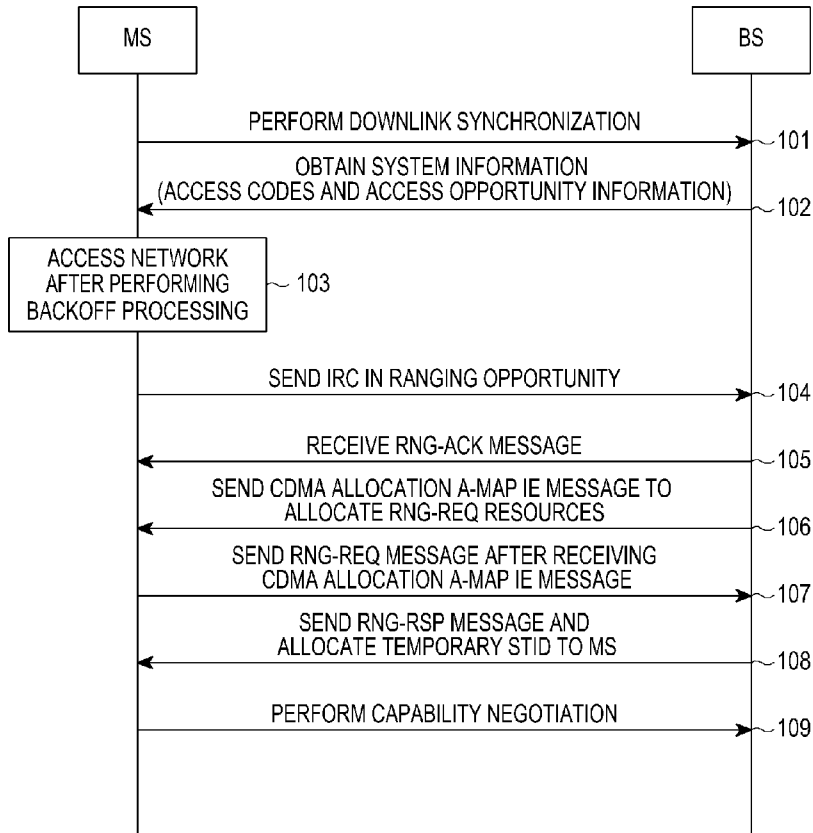 MS
BS
PERFORM DOWNLINK SYNCHRONIZATION
101
OBTAIN SYSTEM INFORMATION
(ACCESS CODES AND ACCESS OPPORTUNITY INFORMATION)
102
ACCESS NETWORK
AFTER PERFORMING
BACKOFF PROCESSING
103
SEND IRC IN RANGING OPPORTUNITY
104
RECEIVE RNG-ACK MESSAGE
105
SEND CDMA ALLOCATION A-MAP IE MESSAGE TO
ALLOCATE RNG-REQ RESOURCES
106
SEND RNG-REQ MESSAGE AFTER RECEIVING
CDMA ALLOCATION A-MAP IE MESSAGE
107
SEND RNG-RSP MESSAGE AND
ALLOCATE TEMPORARY STID TO MS
108
PERFORM CAPABILITY NEGOTIATION
109